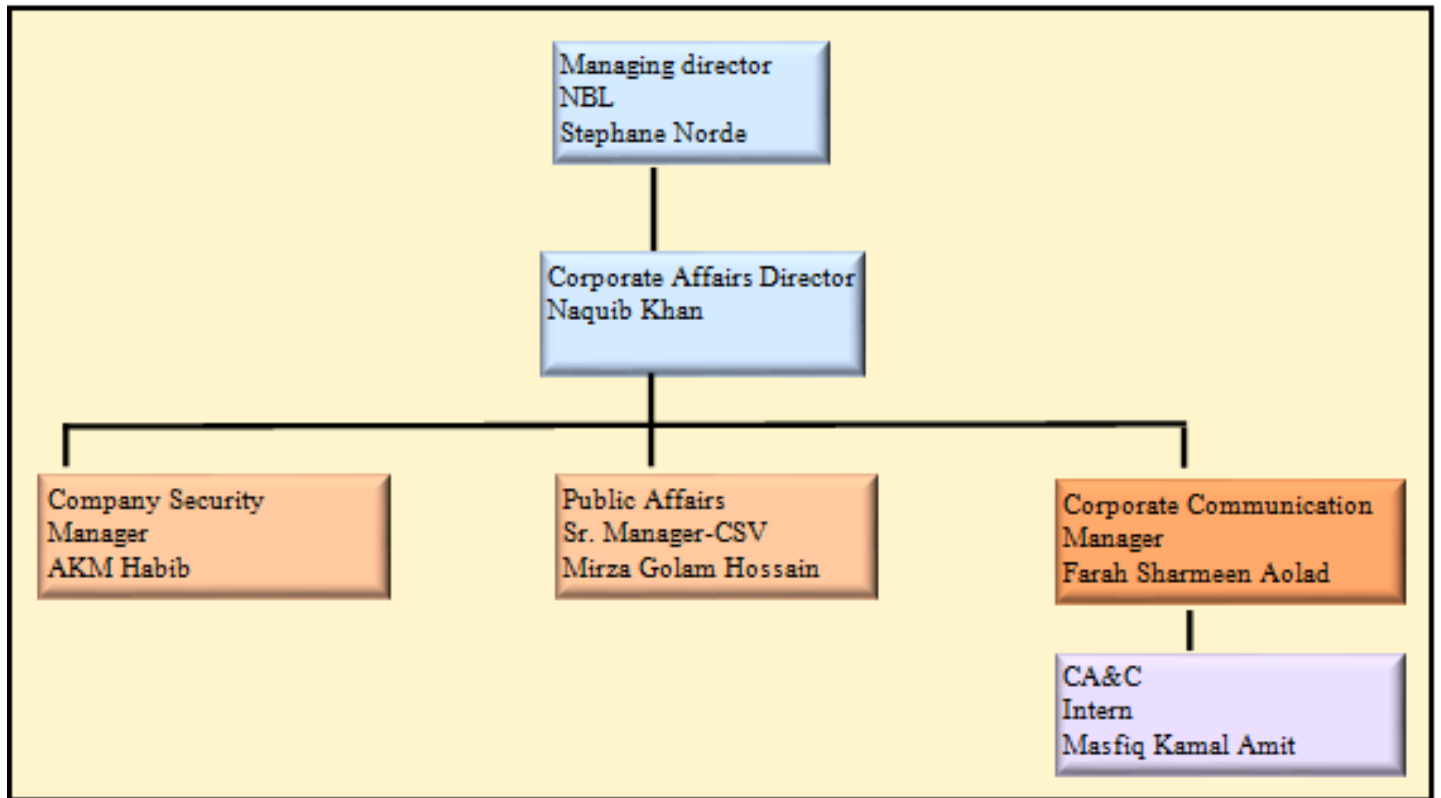 Managing director
NBL
Stephane Norde
Corporate Affairs Director
Naquib Khan
Company Security
Manager
AKM Habib
Public Affairs
Sr. Manager-CSV
Mirza Golam Hossain
Corporate Communication
Manager
Farah Sharmeen Aolad
CA&C
Intern
Masfiq Kamal Amit